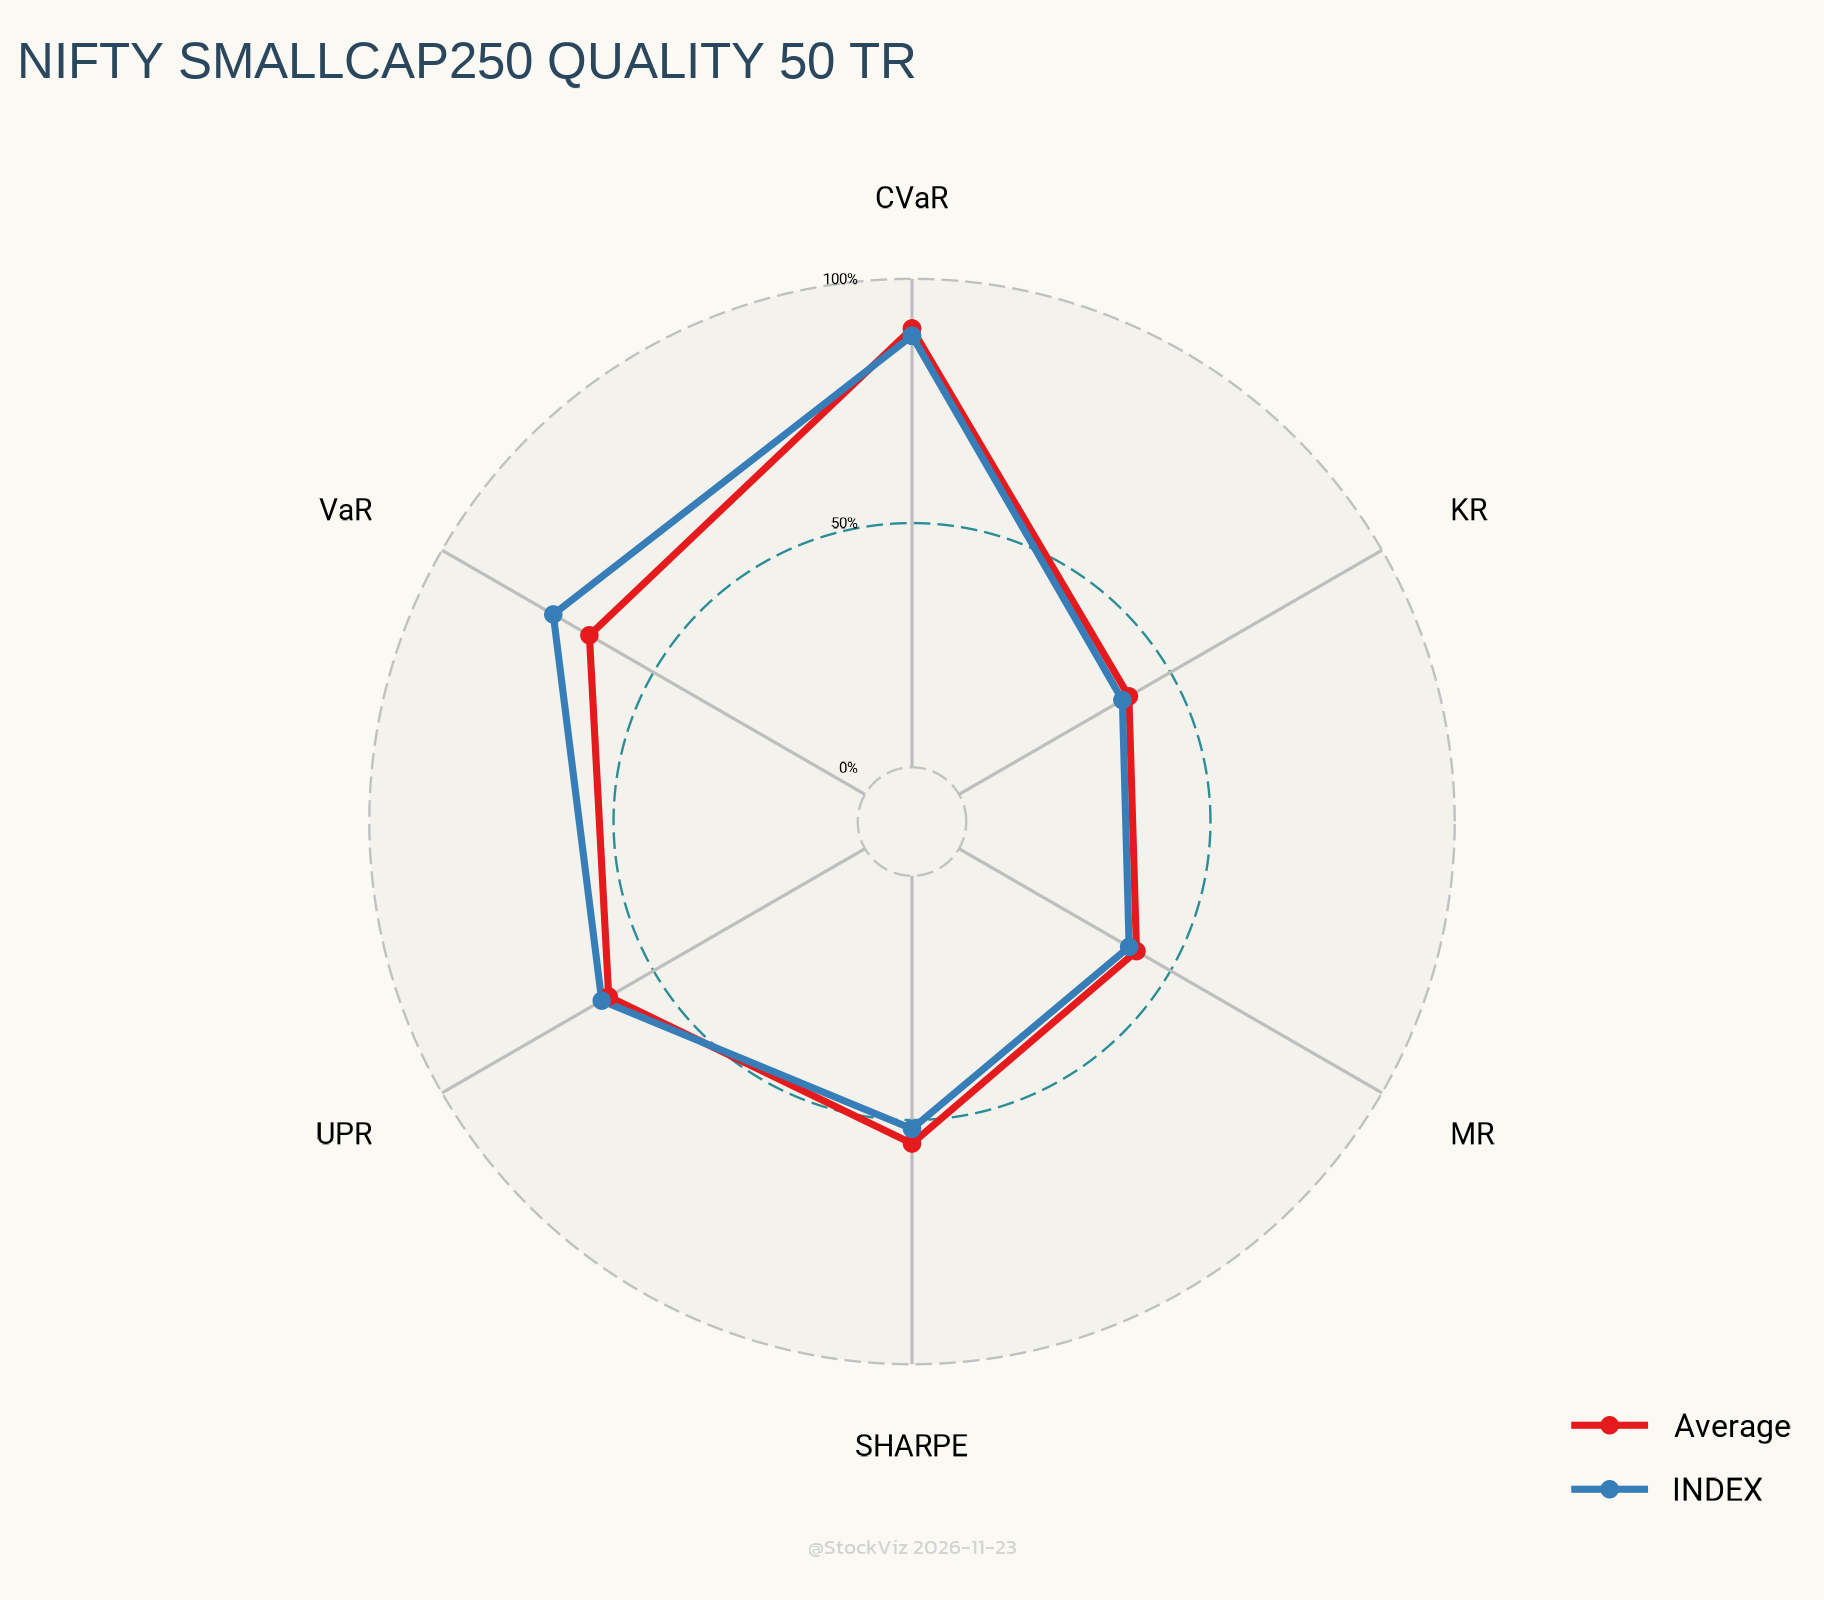 NIFTY SMALLCAP250 QUALITY 50 TR
CVaR
100%
VaR
KR
50%
0%
UPR
MR
SHARPE
Average
INDEX
@StockViz 2026-11-23